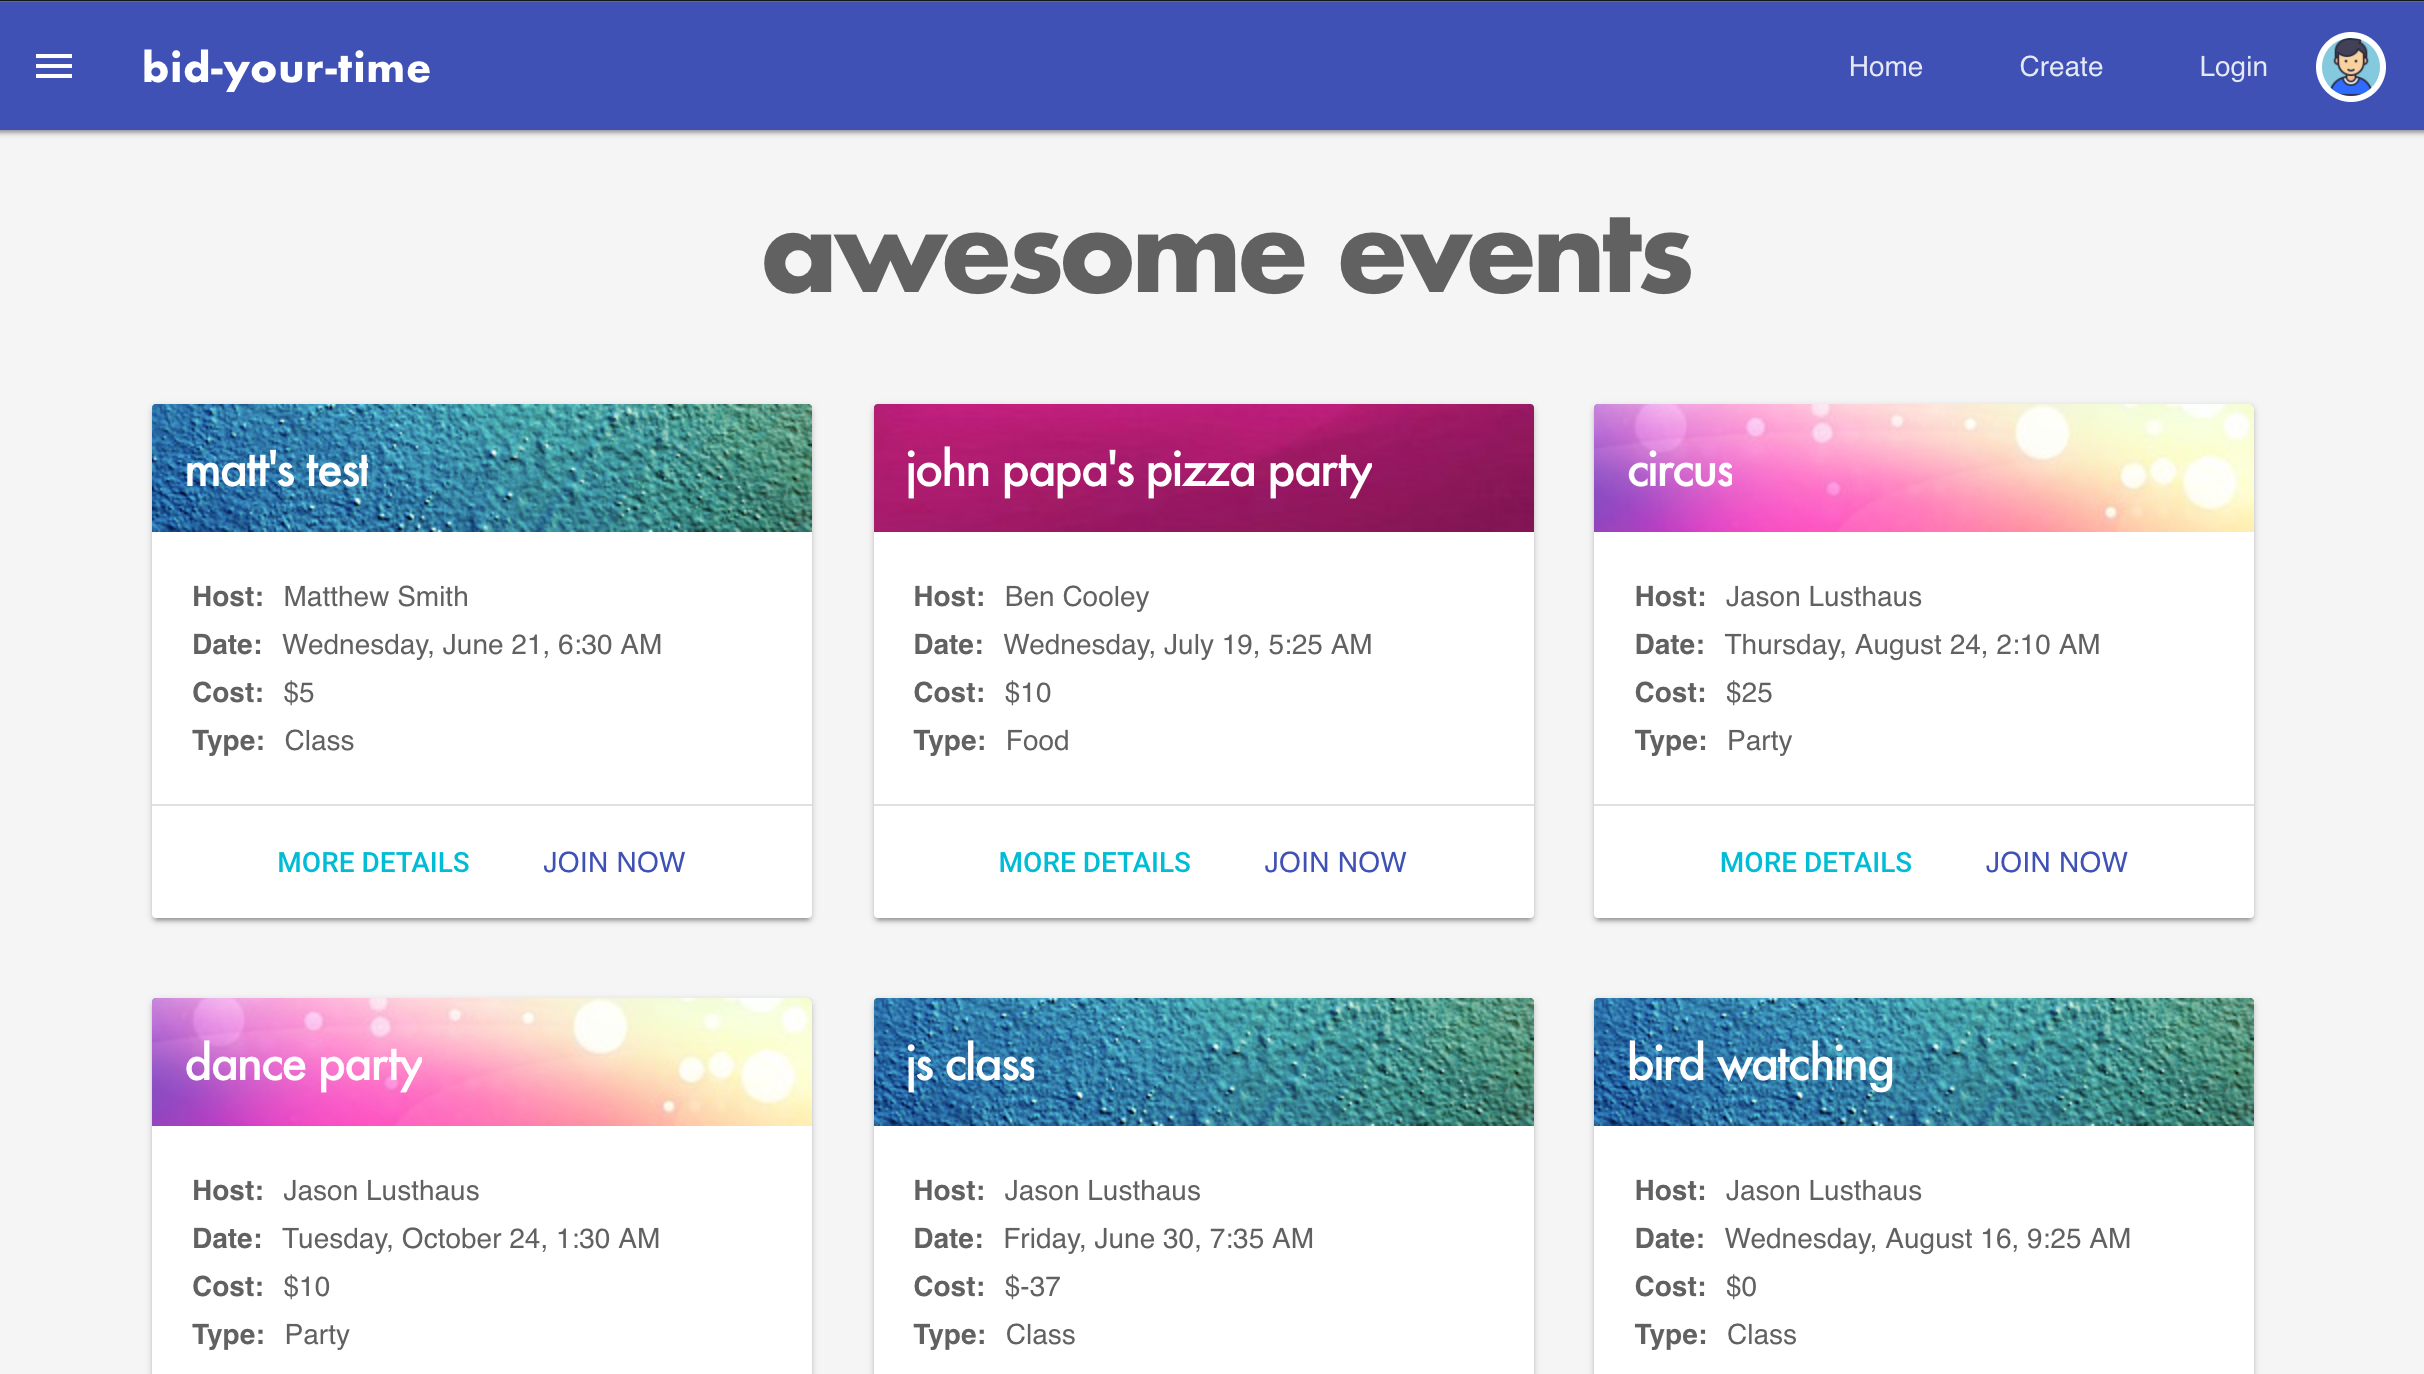 bid-your-time
Home
Create
Login
awesome events
matt's test
Host: Matthew Smith
Date: Wednesday, June 21, 6:30 AM
Cost: $5
Type: Class
MORE DETAILS
JOIN NOW
john papa's pizza party
Host: Ben Cooley
Date: Wednesday, July 19, 5:25 AM
Cost: $10
Type: Food
MORE DETAILS
JOIN NOW
circus
Host: Jason Lusthaus
Date: Thursday, August 24, 2:10 AM
Cost: $25
Type: Party
MORE DETAILS
JOIN NOW
dance party
Host: Jason Lusthaus
Date: Tuesday, October 24, 1:30 AM
Cost: $10
Type: Party
js class
Host: Jason Lusthaus
Date: Friday, June 30, 7:35 AM
Cost: $-37
Type: Class
bird watching
Host: Jason Lusthaus
Date: Wednesday, August 16, 9:25 AM
Cost: $0
Type: Class